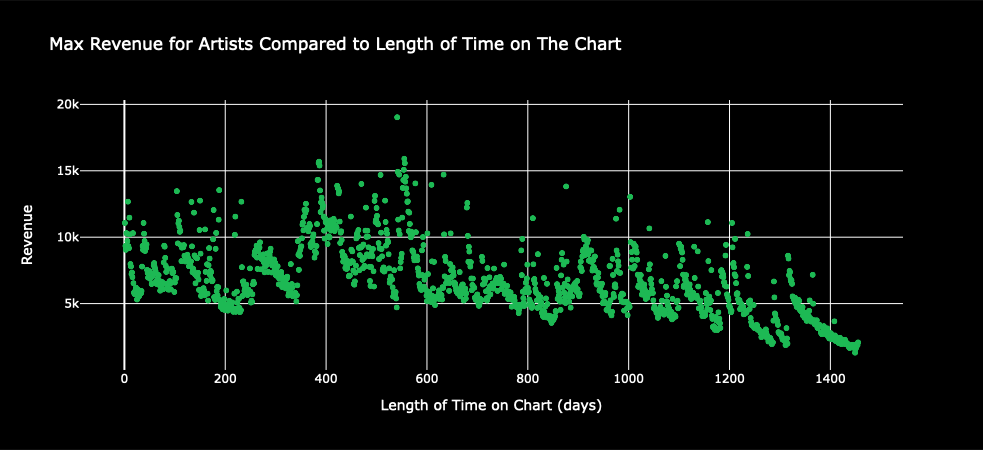 Max Revenue for Artists Compared to Length of Time on The Chart
20k
15k
10k
5k
Revenue
0 200 400 600 800 1000 1200 1400
Length of Time on Chart (days)